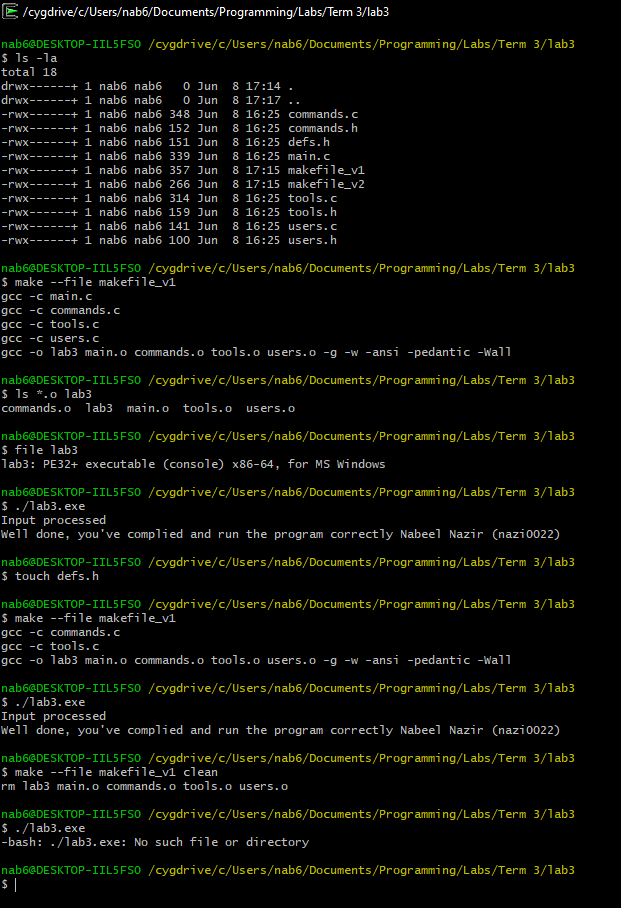 /cygdrive/c/Users/nab6/Documents/Programming/Labs/Term 3/lab3
nab6@DESKTOP-IIL5FSO /cygdrive/c/Users/nab6/Documents/Programming/Labs/Term 3/lab3
$ ls -la
total 18
drwx------+ 1 nab6 nab6   0 Jun  8 17:14 .
drwx------+ 1 nab6 nab6   0 Jun  8 17:17 ..
-rwx------+ 1 nab6 nab6 348 Jun  8 16:25 commands.c
-rwx------+ 1 nab6 nab6 152 Jun  8 16:25 commands.h
-rwx------+ 1 nab6 nab6 151 Jun  8 16:25 defs.h
-rwx------+ 1 nab6 nab6 339 Jun  8 16:25 main.c
-rwx------+ 1 nab6 nab6 357 Jun  8 17:15 makefile_v1
-rwx------+ 1 nab6 nab6 266 Jun  8 17:15 makefile_v2
-rwx------+ 1 nab6 nab6 314 Jun  8 16:25 tools.c
-rwx------+ 1 nab6 nab6 159 Jun  8 16:25 tools.h
-rwx------+ 1 nab6 nab6 141 Jun  8 16:25 users.c
-rwx------+ 1 nab6 nab6 100 Jun  8 16:25 users.h
nab6@DESKTOP-IIL5FSO /cygdrive/c/Users/nab6/Documents/Programming/Labs/Term 3/lab3
$ make --file makefile_v1
gcc -c main.c
gcc -c commands.c
gcc -c tools.c
gcc -c users.c
gcc -o lab3 main.o commands.o tools.o users.o -g -w -ansi -pedantic -Wall
nab6@DESKTOP-IIL5FSO /cygdrive/c/Users/nab6/Documents/Programming/Labs/Term 3/lab3
$ ls *.o lab3
commands.o  lab3  main.o  tools.o  users.o
nab6@DESKTOP-IIL5FSO /cygdrive/c/Users/nab6/Documents/Programming/Labs/Term 3/lab3
$ file lab3
lab3: PE32+ executable (console) x86-64, for MS Windows
nab6@DESKTOP-IIL5FSO /cygdrive/c/Users/nab6/Documents/Programming/Labs/Term 3/lab3
$ ./lab3.exe
Input processed
Well done, you've complied and run the program correctly Nabeel Nazir (nazi0022)
nab6@DESKTOP-IIL5FSO /cygdrive/c/Users/nab6/Documents/Programming/Labs/Term 3/lab3
$ touch defs.h
nab6@DESKTOP-IIL5FSO /cygdrive/c/Users/nab6/Documents/Programming/Labs/Term 3/lab3
$ make --file makefile_v1
gcc -c commands.c
gcc -c tools.c
gcc -o lab3 main.o commands.o tools.o users.o -g -w -ansi -pedantic -Wall
nab6@DESKTOP-IIL5FSO /cygdrive/c/Users/nab6/Documents/Programming/Labs/Term 3/lab3
$ ./lab3.exe
Input processed
Well done, you've complied and run the program correctly Nabeel Nazir (nazi0022)
nab6@DESKTOP-IIL5FSO /cygdrive/c/Users/nab6/Documents/Programming/Labs/Term 3/lab3
$ make --file makefile_v1 clean
rm lab3 main.o commands.o tools.o users.o
nab6@DESKTOP-IIL5FSO /cygdrive/c/Users/nab6/Documents/Programming/Labs/Term 3/lab3
$ ./lab3.exe
-bash: ./lab3.exe: No such file or directory
nab6@DESKTOP-IIL5FSO /cygdrive/c/Users/nab6/Documents/Programming/Labs/Term 3/lab3
$